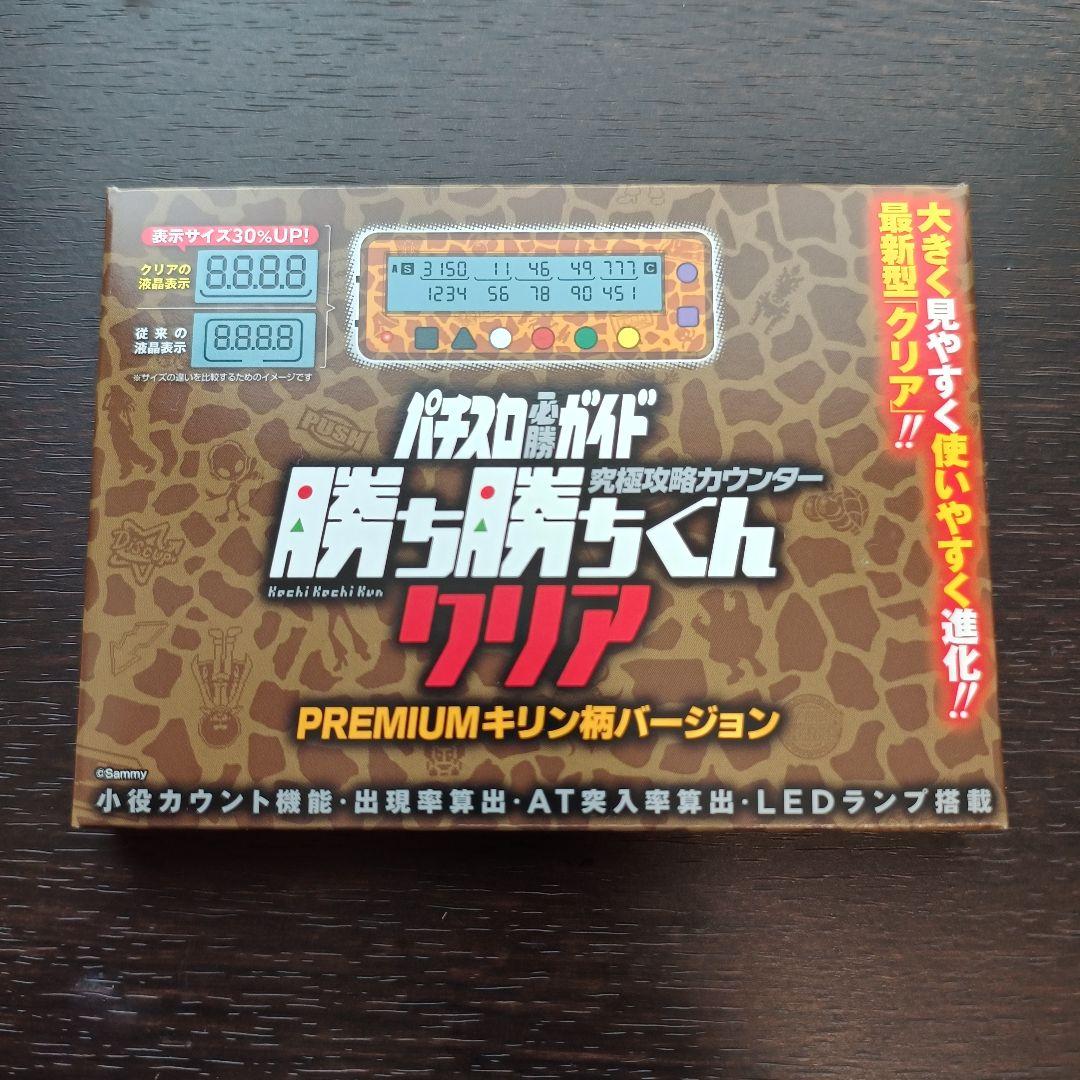 表示サイズ30%UP!
クリアの
液晶表示
8.8.8.8
従来の
液晶表示
8.8.8.8
※サイズの違いを比較するためのイメージです
A S 3150 11 46 49 777 C
1234 56 78 90 451
大きく見やすく使いやすく進化!!
最新型「クリア」!!
パチスロ必勝ガイド
究極攻略カウンター
勝ち勝ちくん
KachiKachiKun
クリア
PREMIUMキリン柄バージョン
PUSH
Disc Up
©Sammy
小役カウント機能・出現率算出・AT突入率算出・LEDランプ搭載